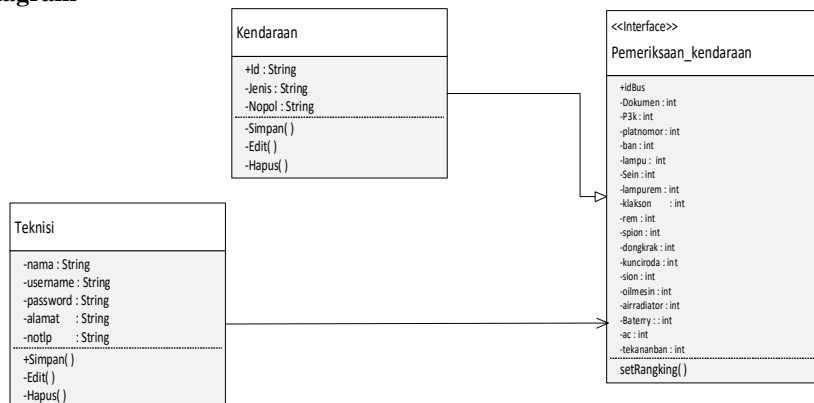 Kendaraan
+Id : String
-Jenis : String
-Nopol : String
-Simpan( )
-Edit( )
-Hapus( )
Teknisi
-nama : String
-username : String
-password : String
-alamat : String
-notlp : String
+Simpan( )
-Edit( )
-Hapus( )
<<Interface>>
Pemeriksaan_kendaraan
+idBus
-Dokumen : int
-P3k : int
-platnomor : int
-ban : int
-lampu : int
-Sein : int
-lampurem : int
-klakson : int
-rem : int
-spion : int
-dongkrak : int
-kunciroda : int
-sion : int
-oilmesin : int
-airradiator : int
-Baterry : : int
-ac : int
-tekananban : int
setRangking( )